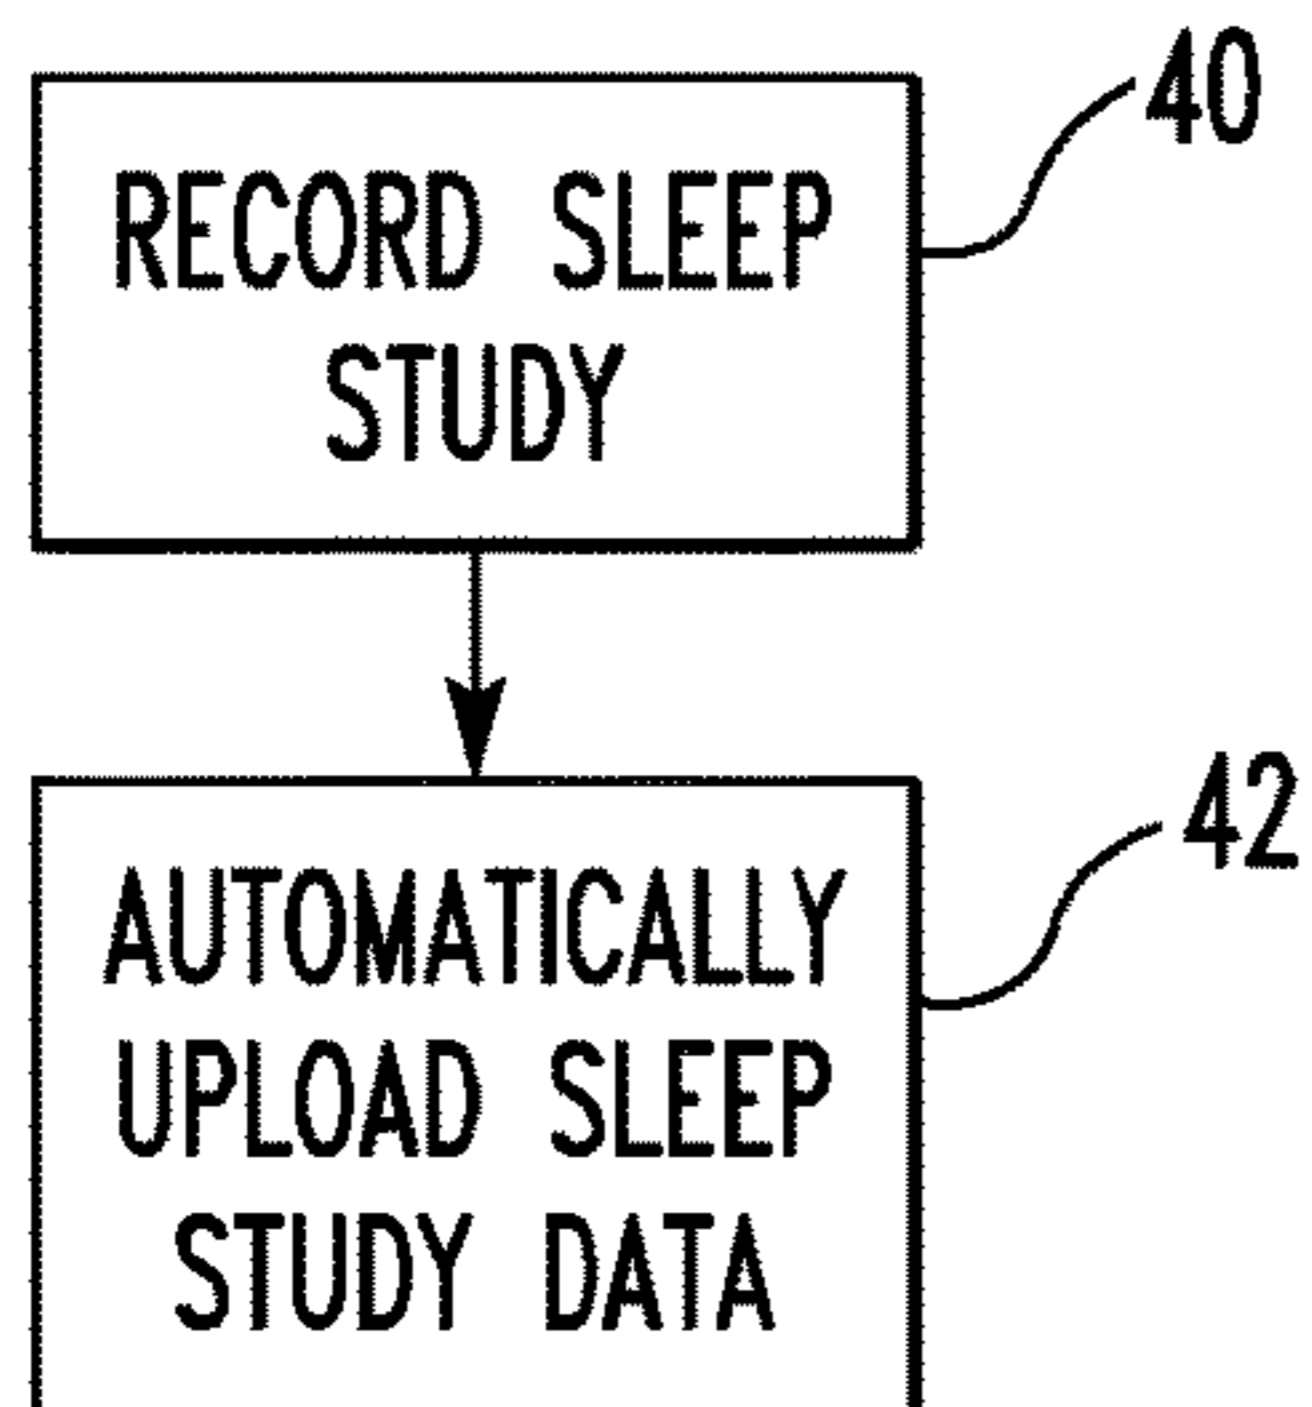 40
RECORD SLEEP
STUDY
42
AUTOMATICALLY
UPLOAD SLEEP
STUDY DATA